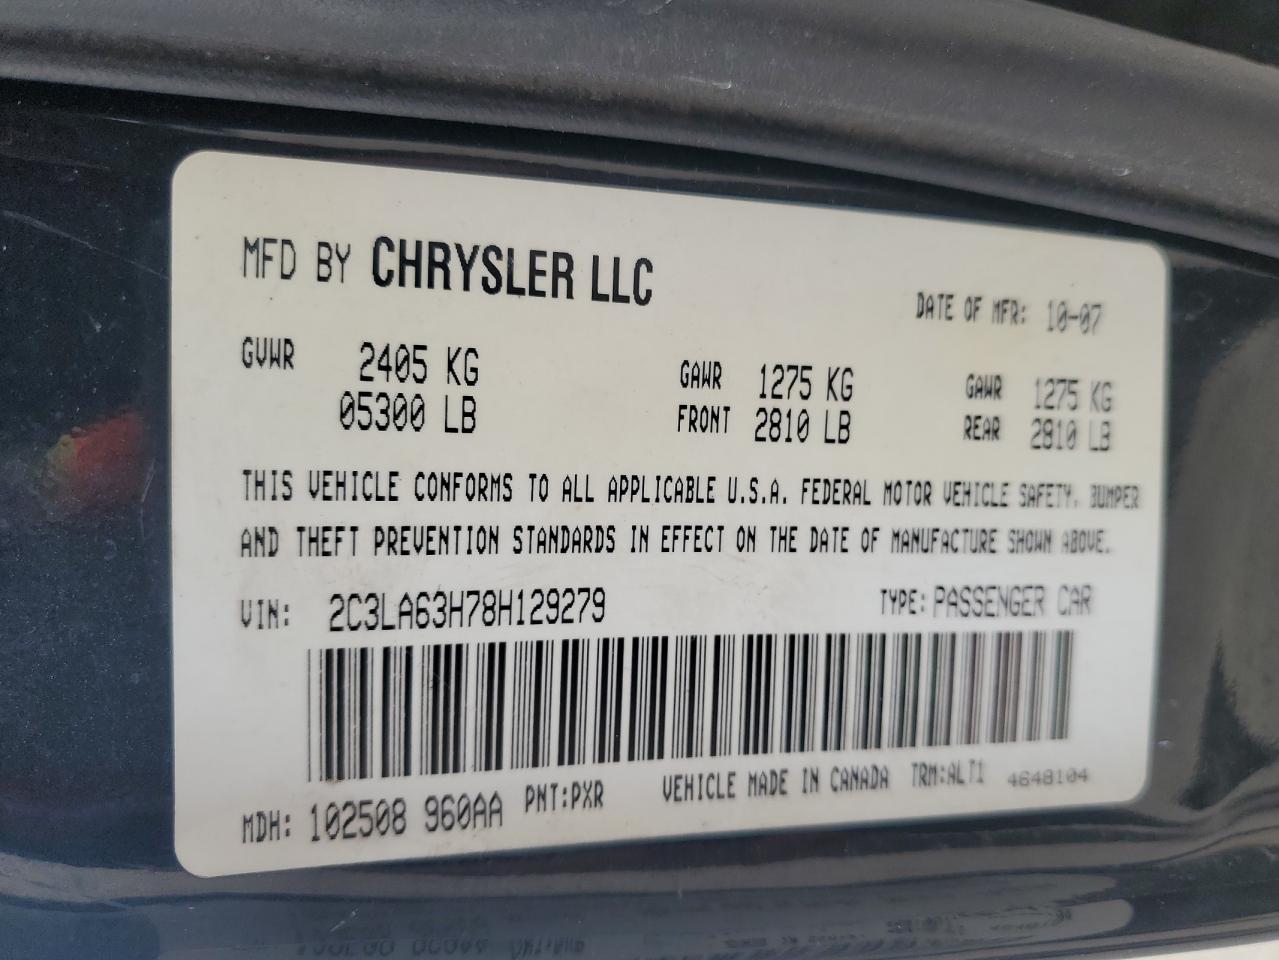 MFD BY CHRYSLER LLC
DATE OF MFR: 10-07
GVWR 2405 KG GAWR 1275 KG GAWR 1275 KG
05300 LB FRONT 2810 LB REAR 2810 LB
THIS VEHICLE CONFORMS TO ALL APPLICABLE U.S.A. FEDERAL MOTOR VEHICLE SAFETY, BUMPER
AND THEFT PREVENTION STANDARDS IN EFFECT ON THE DATE OF MANUFACTURE SHOWN ABOVE.
VIN: 2C3LA63H78H129279 TYPE: PASSENGER CAR
MDH: 102508 960AA PNT:PXR VEHICLE MADE IN CANADA TRM:ALT1 4648104